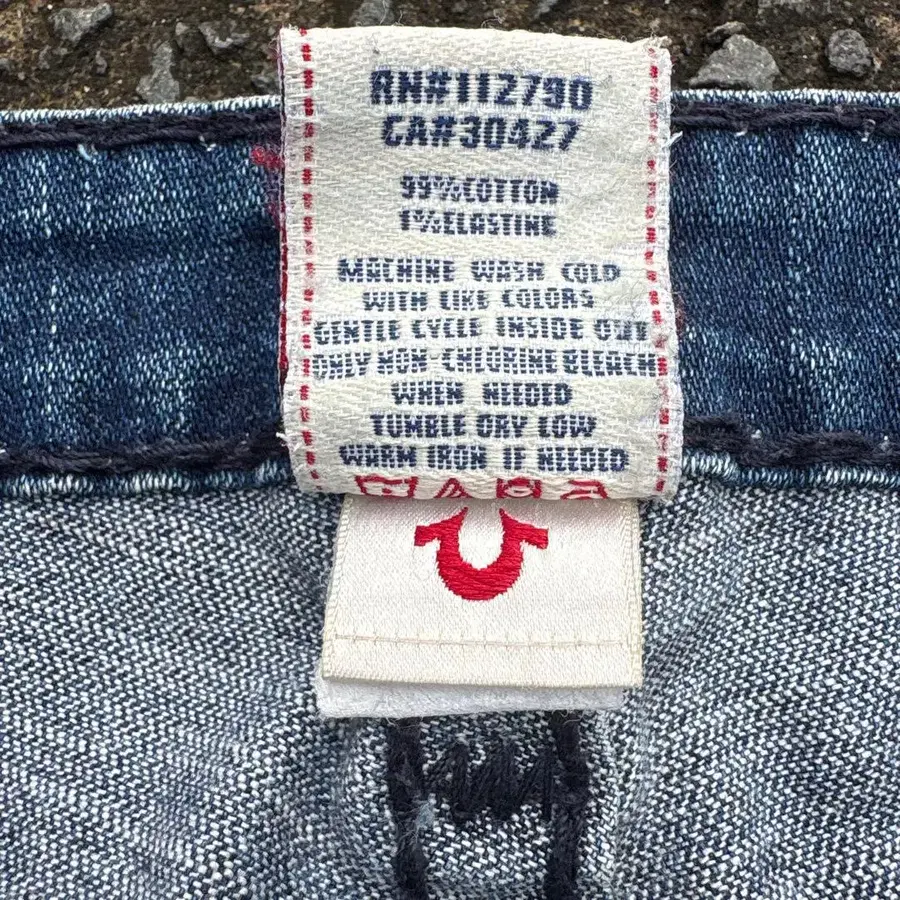 RN#112790
CA#30427
99%COTTON
1%ELASTINE
MACHINE WASH COLD
WITH LIKE COLORS
GENTLE CYCLE INSIDE OUT
ONLY NON-CHLORINE BLEACH
WHEN NEEDED
TUMBLE DRY LOW
WARM IRON IF NEEDED